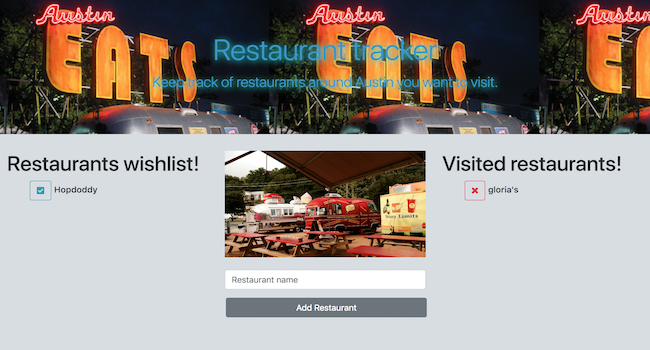 Austin
EATS
Austin
EATS
Austin
E
Restaurant tracker
Keep track of restaurants around Austin you want to visit.
Restaurants wishlist!
Hopdoddy
Visited restaurants!
gloria's
Restaurant name
Add Restaurant